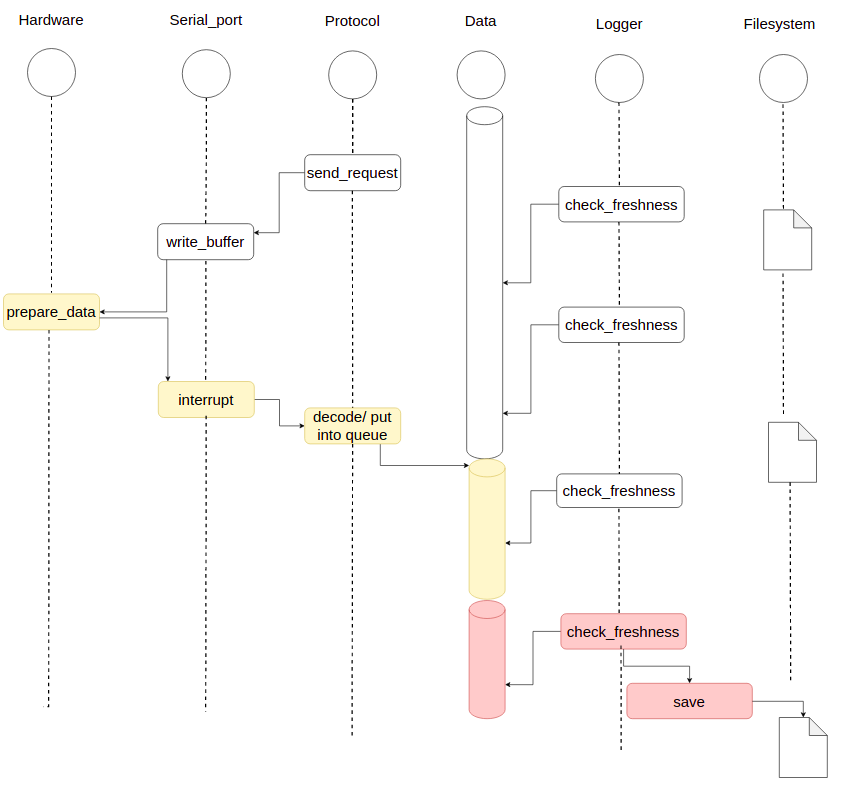 Hardware
Serial_port
Protocol
Data
Logger
Filesystem
send_request
check_freshness
write_buffer
prepare_data
check_freshness
interrupt
decode/ put
into queue
check_freshness
check_freshness
save